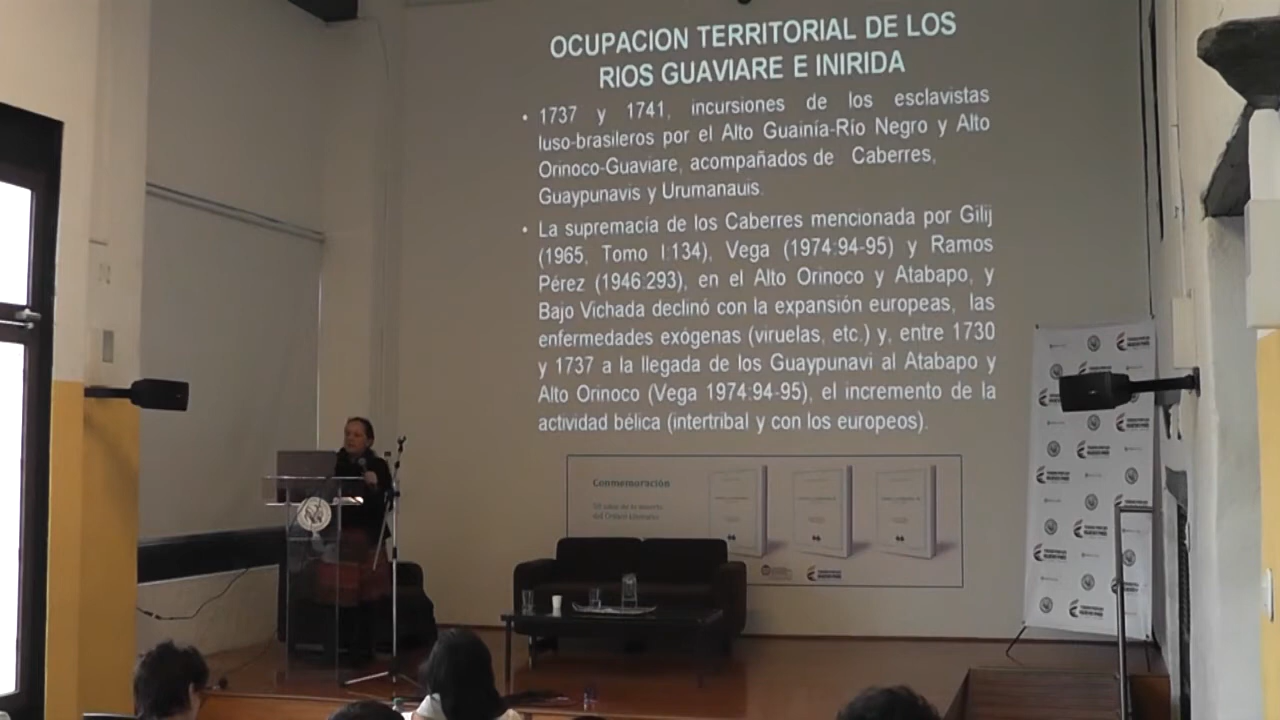 OCUPACION TERRITORIAL DE LOS
RIOS GUAVIARE E INIRIDA
• 1737 y 1741, incursiones de los esclavistas
luso-brasileros por el Alto Guainía-Río Negro y Alto
Orinoco-Guaviare, acompañados de Caberres,
Guaypunavis y Urumanauis.
• La supremacía de los Caberres mencionada por Gilij
(1965, Tomo I:134), Vega (1974:94-95) y Ramos
Pérez (1946:293), en el Alto Orinoco y Atabapo, y
Bajo Vichada declinó con la expansión europeas, las
enfermedades exógenas (viruelas, etc.) y, entre 1730
y 1737 a la llegada de los Guaypunavi al Atabapo y
Alto Orinoco (Vega 1974:94-95), el incremento de la
actividad bélica (intertribal y con los europeos).
Conmemoración